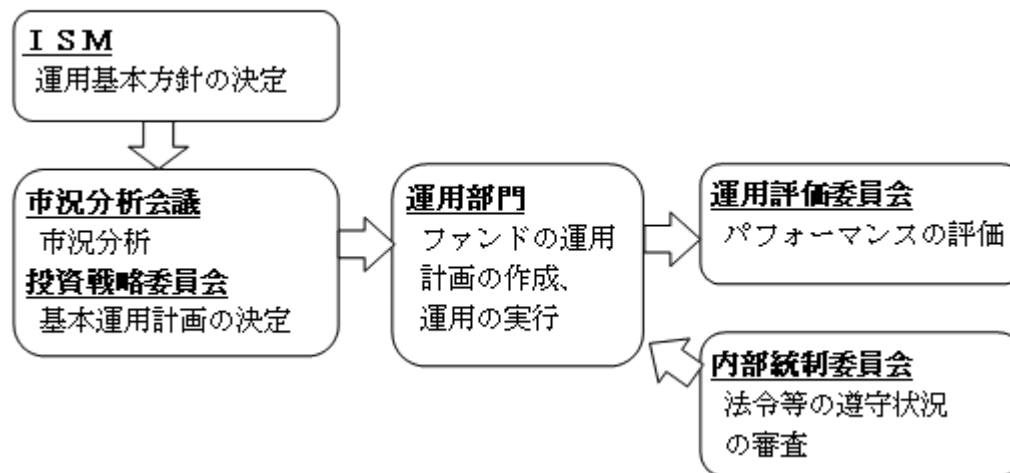 ＩＳＭ
運用基本方針の決定
市況分析会議
市況分析
投資戦略委員会
基本運用計画の決定
運用部門
ファンドの運用
計画の作成、
運用の実行
運用評価委員会
パフォーマンスの評価
内部統制委員会
法令等の遵守状況
の審査